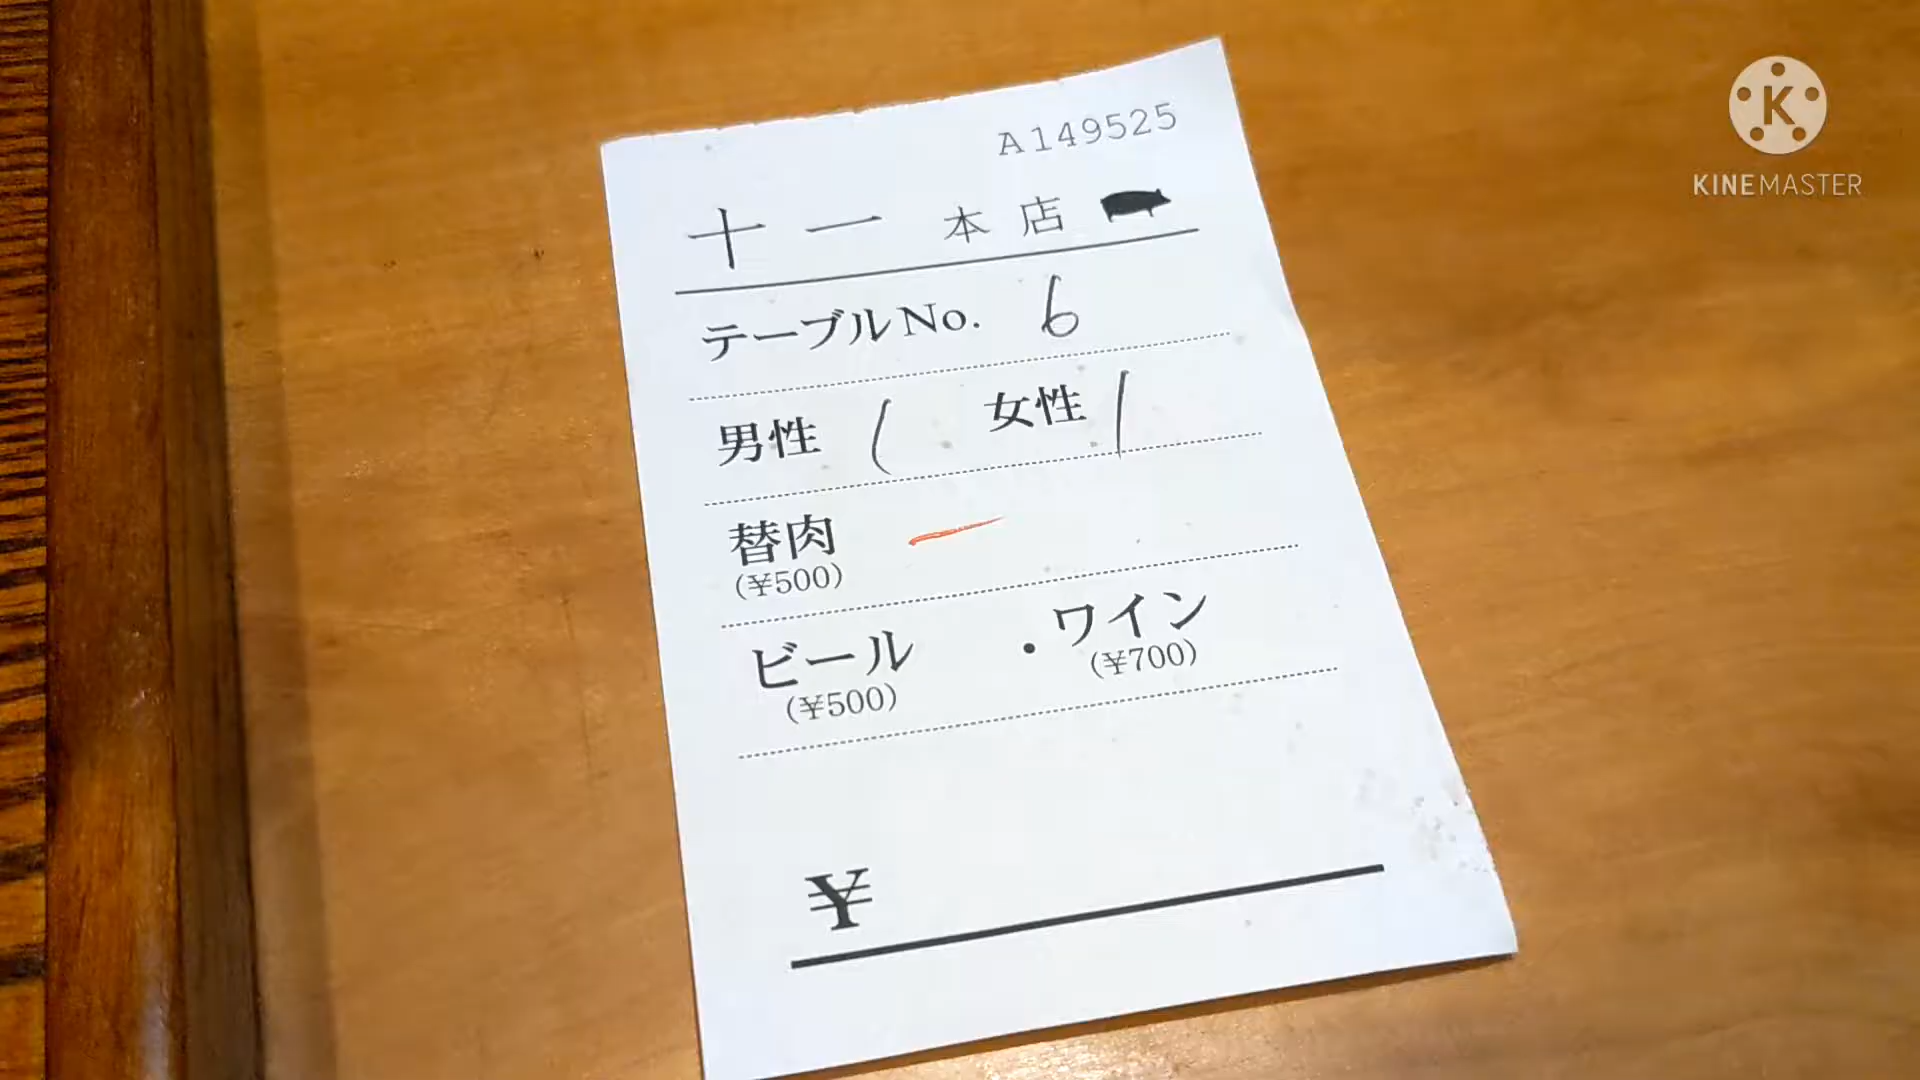 A149525
十一 本店
テーブルNo. 6
男性 1 女性 1
替肉 一
(¥500)
ビール ・ワイン
(¥500) (¥700)
¥
K
KINEMASTER